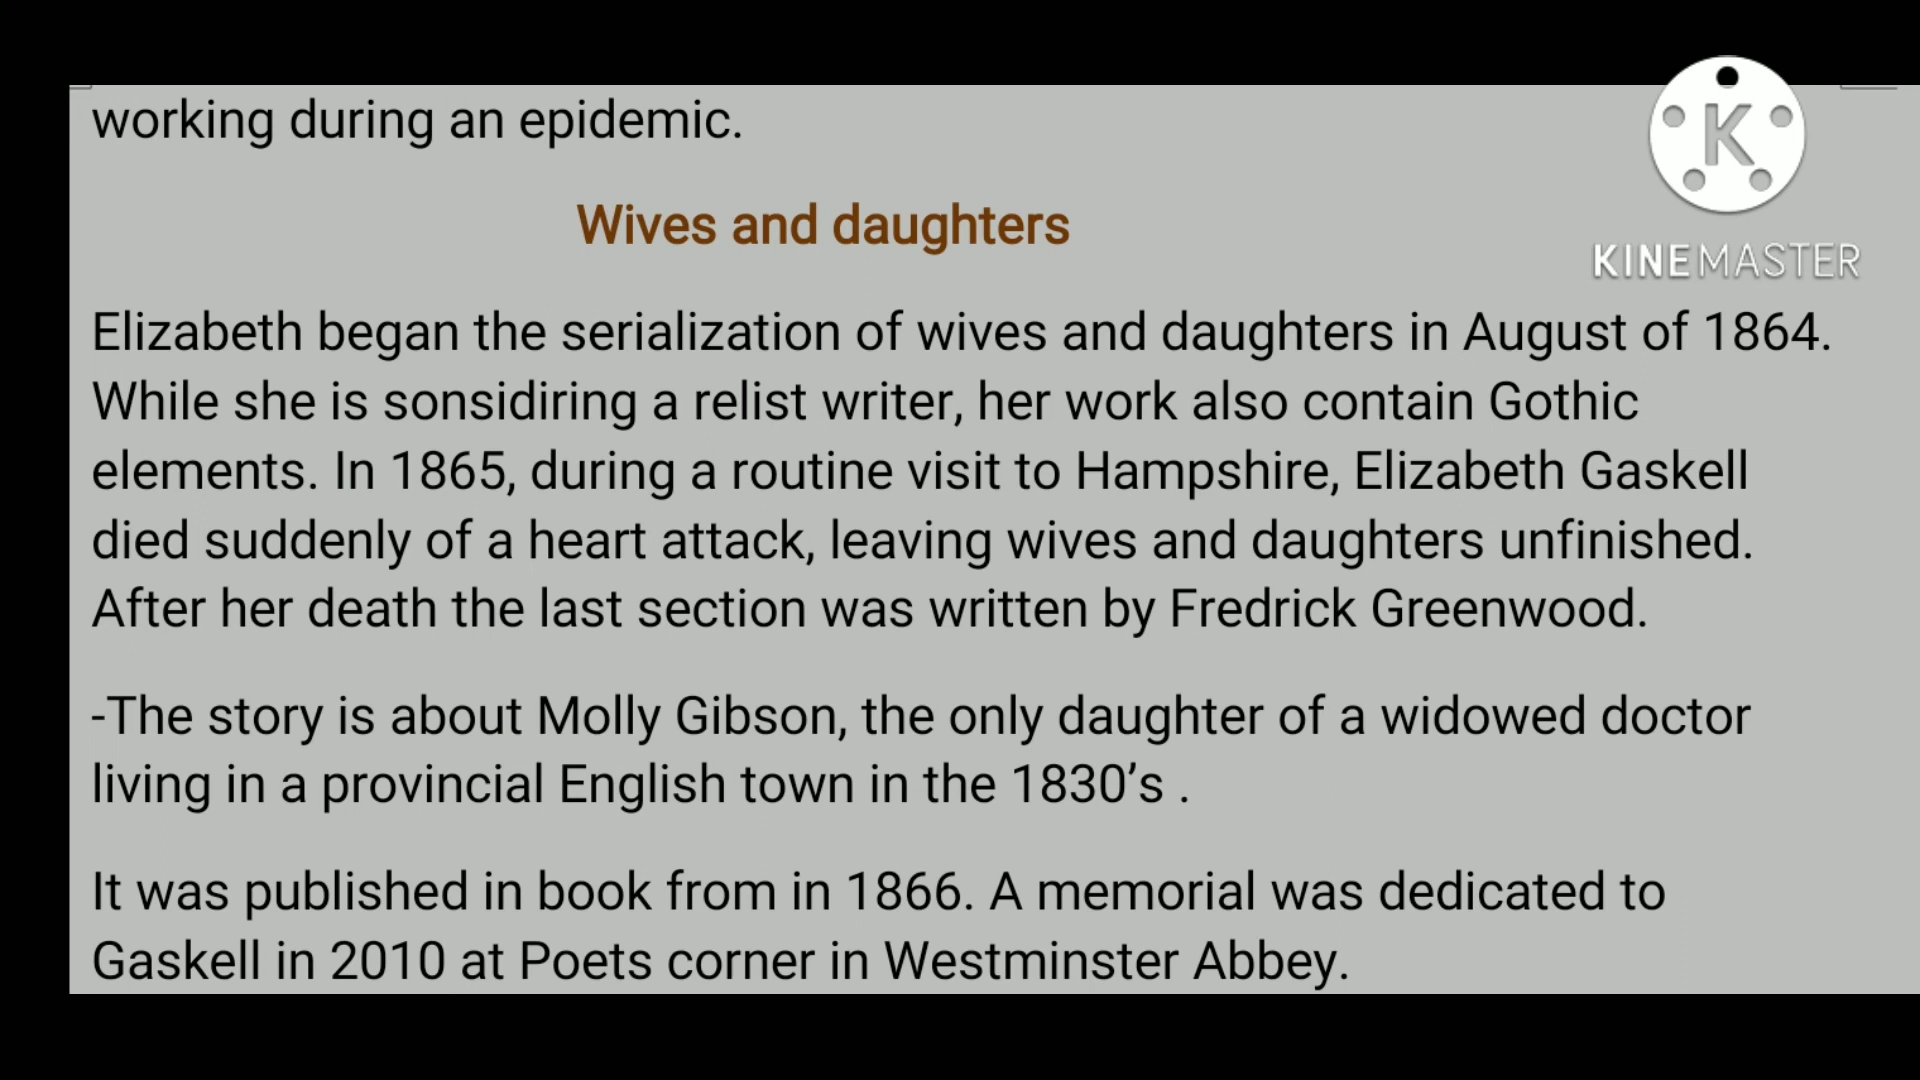 working during an epidemic.
Wives and daughters
Elizabeth began the serialization of wives and daughters in August of 1864.
While she is sonsidiring a relist writer, her work also contain Gothic
elements. In 1865, during a routine visit to Hampshire, Elizabeth Gaskell
died suddenly of a heart attack, leaving wives and daughters unfinished.
After her death the last section was written by Fredrick Greenwood.
-The story is about Molly Gibson, the only daughter of a widowed doctor
living in a provincial English town in the 1830’s .
It was published in book from in 1866. A memorial was dedicated to
Gaskell in 2010 at Poets corner in Westminster Abbey.
K
KINEMASTER